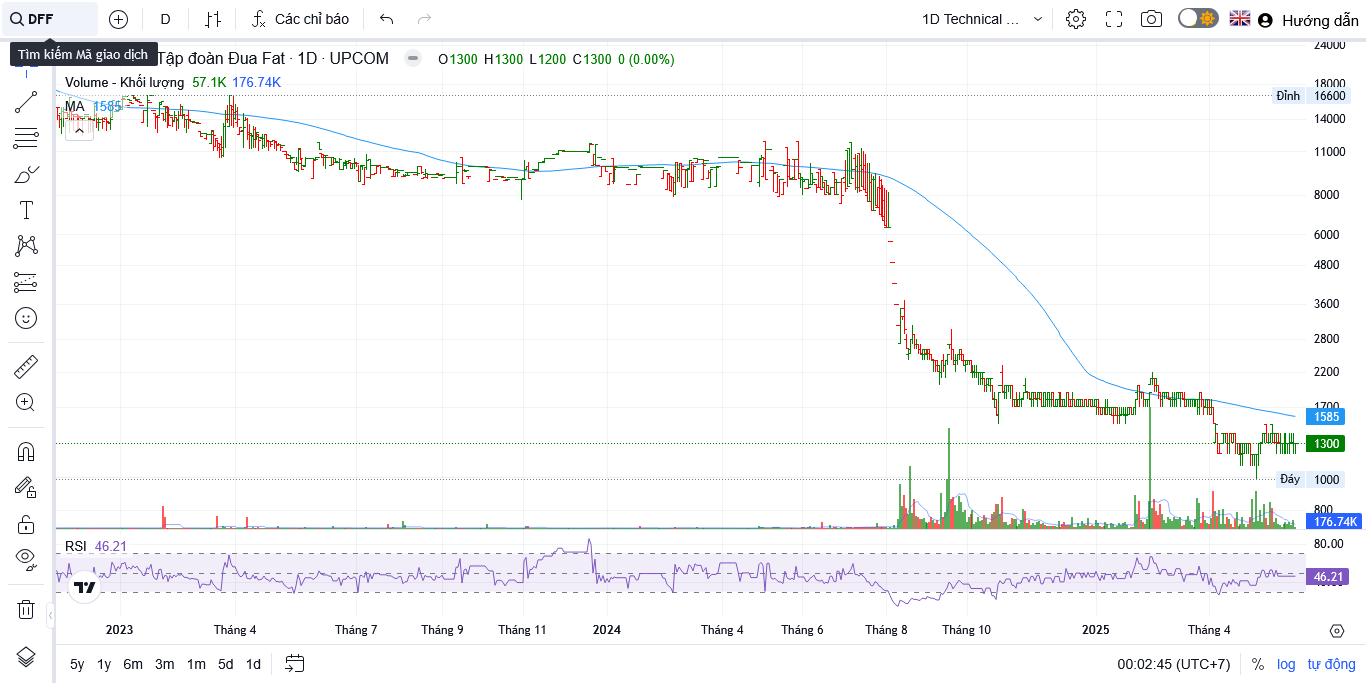 DFF
D
Các chỉ báo
1D Technical ...
Hướng dẫn
Tìm kiếm Mã giao dịch
Tập đoàn Đua Fat · 1D · UPCOM
O1300 H1300 L1200 C1300 0 (0.00%)
Volume - Khối lượng 57.1K 176.74K
MA 1585
24000
18000
Đỉnh 16600
14000
11000
8000
6000
4800
3600
2800
2200
1700
1585
1300
Đáy 1000
800
176.74K
RSI 46.21
80.00
46.21
2023
Tháng 4
Tháng 7
Tháng 9
Tháng 11
2024
Tháng 4
Tháng 6
Tháng 8
Tháng 10
2025
Tháng 4
5y 1y 6m 3m 1m 5d 1d
00:02:45 (UTC+7)
% log tự động